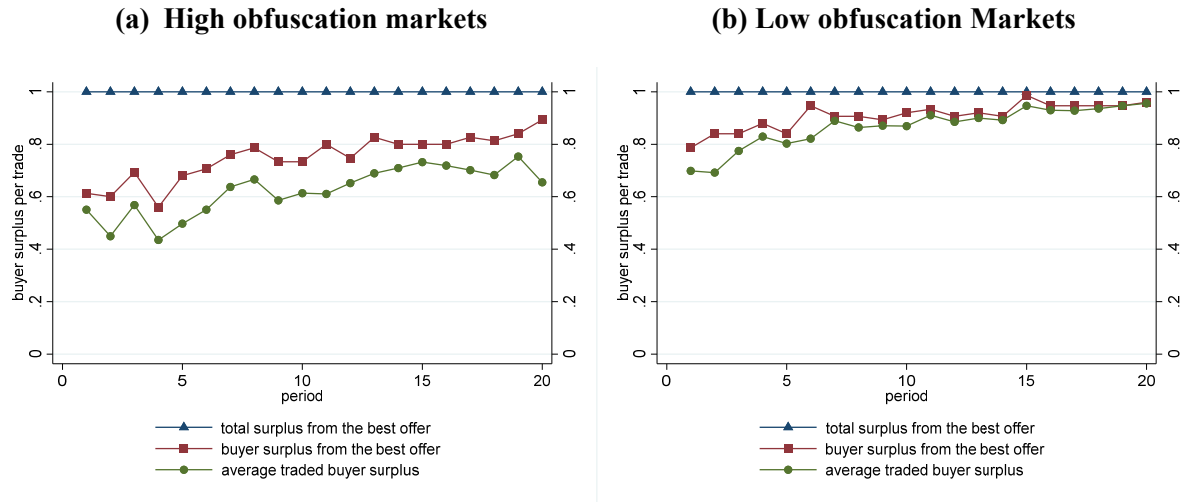 (a) High obfuscation markets
(b) Low obfuscation Markets
buyer surplus per trade
0 .2 .4 .6 .8 1
0 .2 .4 .6 .8 1
0 5 10 15 20
period
total surplus from the best offer
buyer surplus from the best offer
average traded buyer surplus
buyer surplus per trade
0 .2 .4 .6 .8 1
0 .2 .4 .6 .8 1
0 5 10 15 20
period
total surplus from the best offer
buyer surplus from the best offer
average traded buyer surplus